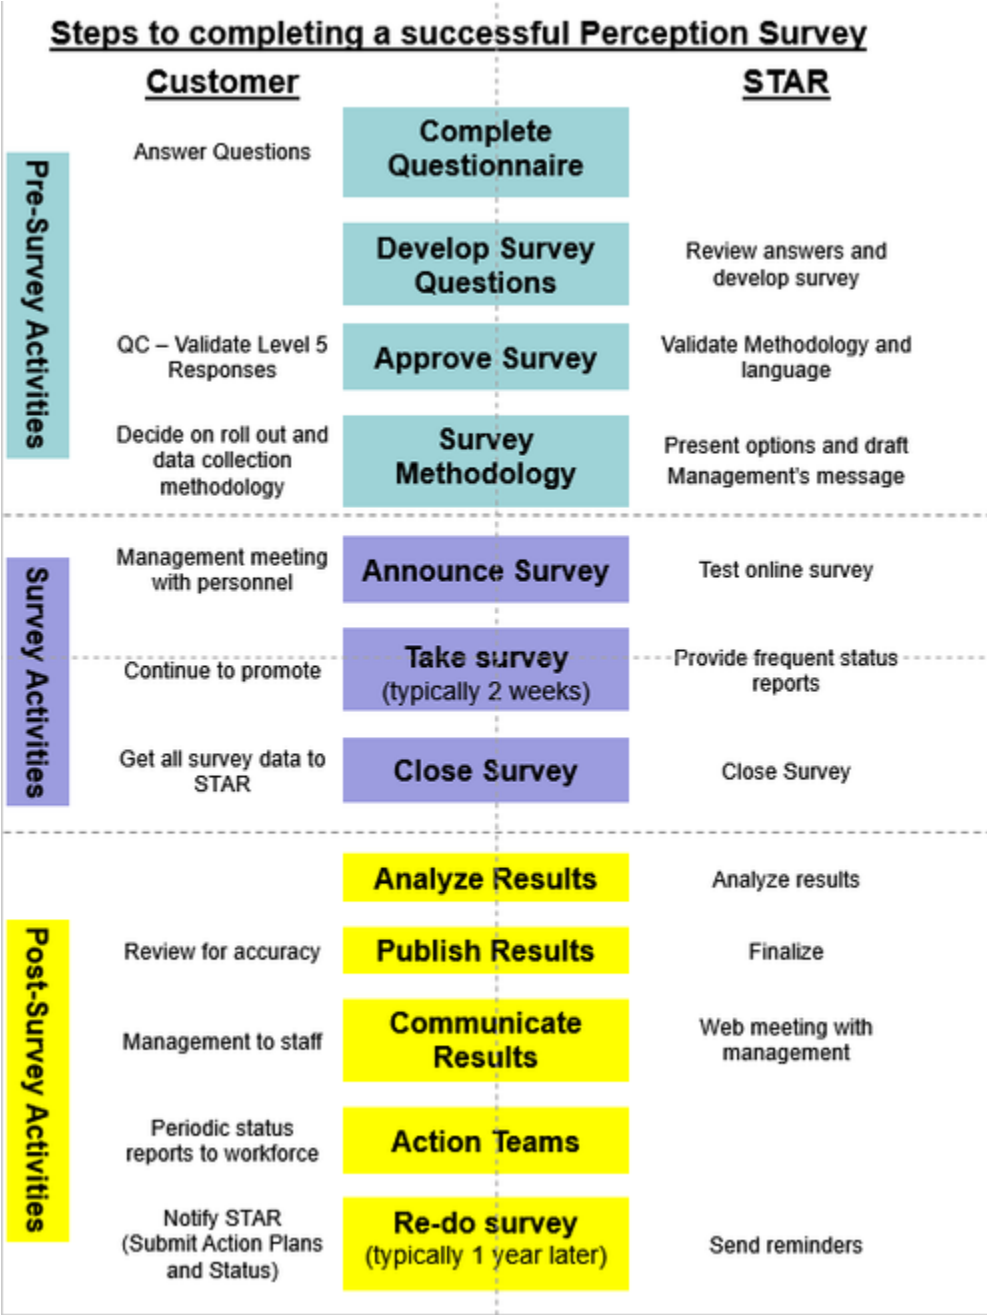 Steps to completing a successful Perception Survey
Customer
STAR
Pre-Survey Activities
Answer Questions
Complete
Questionnaire
Develop Survey
Questions
Review answers and
develop survey
QC – Validate Level 5
Responses
Approve Survey
Validate Methodology and
language
Decide on roll out and
data collection
methodology
Survey
Methodology
Present options and draft
Management's message
Survey Activities
Management meeting
with personnel
Announce Survey
Test online survey
Continue to promote
Take survey
(typically 2 weeks)
Provide frequent status
reports
Get all survey data to
STAR
Close Survey
Close Survey
Post-Survey Activities
Analyze Results
Analyze results
Review for accuracy
Publish Results
Finalize
Management to staff
Communicate
Results
Web meeting with
management
Periodic status
reports to workforce
Action Teams
Notify STAR
(Submit Action Plans
and Status)
Re-do survey
(typically 1 year later)
Send reminders